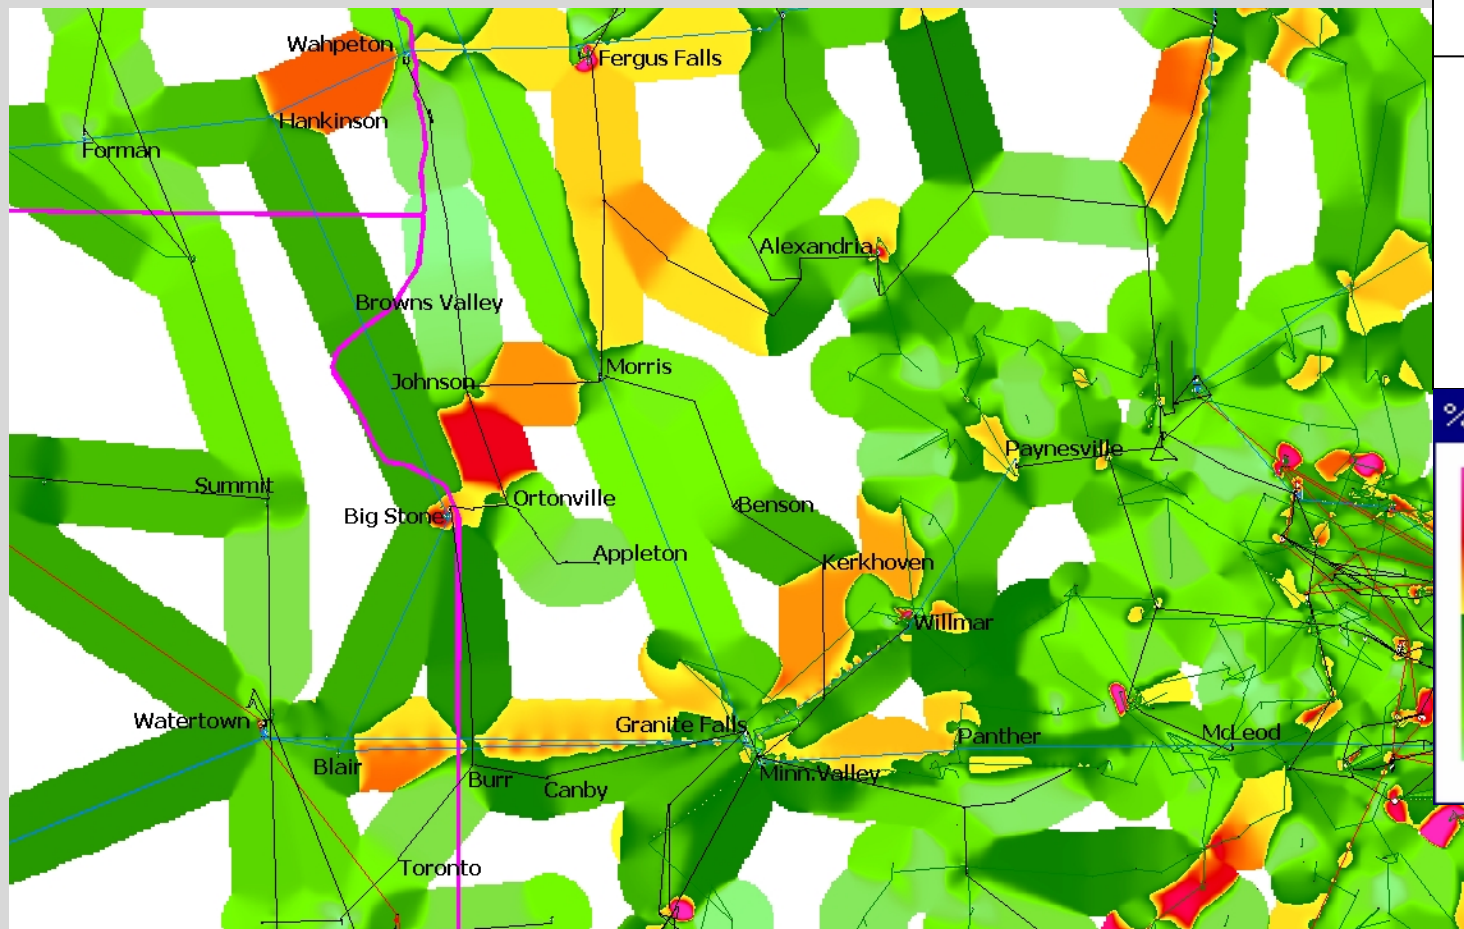 Wahpeton
Fergus Falls
Hankinson
Forman
Alexandria
Browns Valley
Morris
Johnson
Paynesville
Summit
Ortonville
Big Stone
Benson
Appleton
Kerkhoven
Willmar
Watertown
Granite Falls
McLeod
Panther
Blair
Minn.Valley
Burr
Canby
Toronto
%